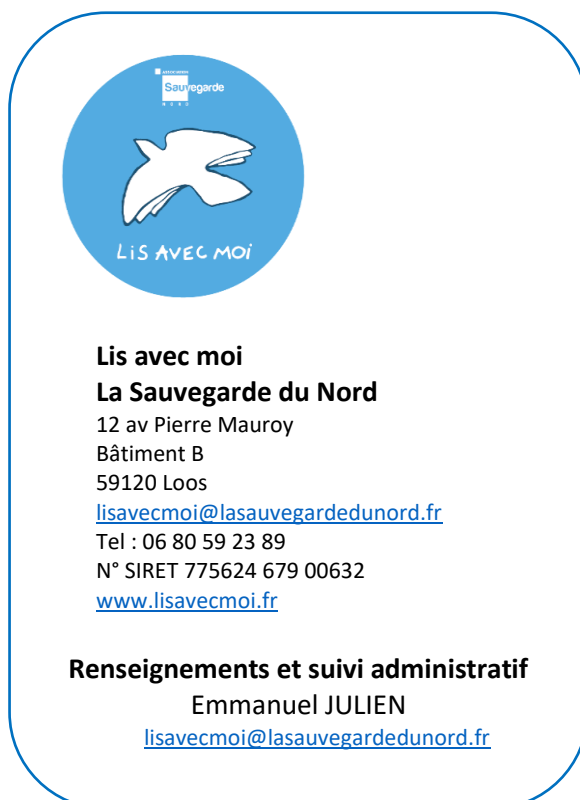 association
Sauvegarde
NORD
LiS AVEC MOi
Lis avec moi
La Sauvegarde du Nord
12 av Pierre Mauroy
Bâtiment B
59120 Loos
lisavecmoi@lasauvegardedunord.fr
Tel : 06 80 59 23 89
N° SIRET 775624 679 00632
www.lisavecmoi.fr
Renseignements et suivi administratif
Emmanuel JULIEN
lisavecmoi@lasauvegardedunord.fr